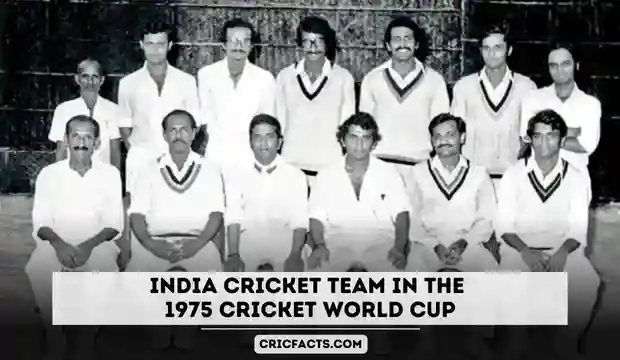 INDIA CRICKET TEAM IN THE
1975 CRICKET WORLD CUP
CRICFACTS.COM